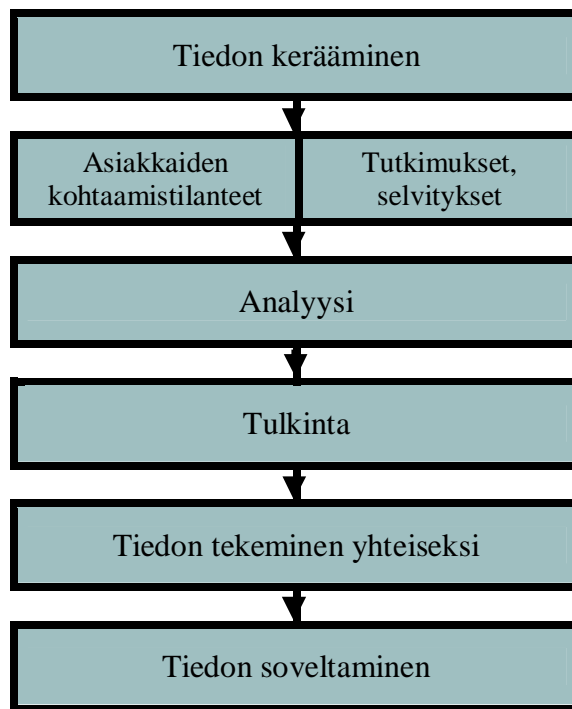 Tiedon kerääminen
Asiakkaiden
kohtaamistilanteet
Tutkimukset,
selvitykset
Analyysi
Tulkinta
Tiedon tekeminen yhteiseksi
Tiedon soveltaminen